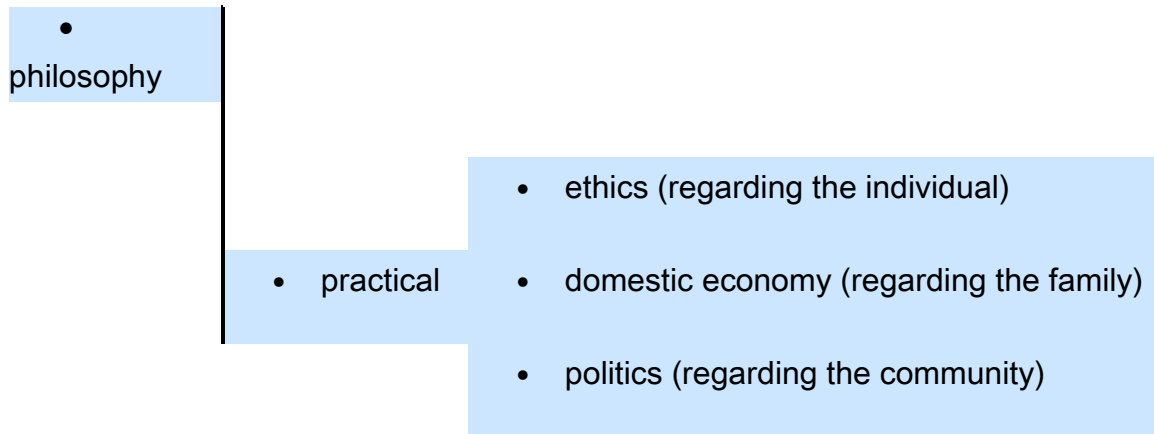 •
philosophy
• ethics (regarding the individual)
• practical
• domestic economy (regarding the family)
• politics (regarding the community)